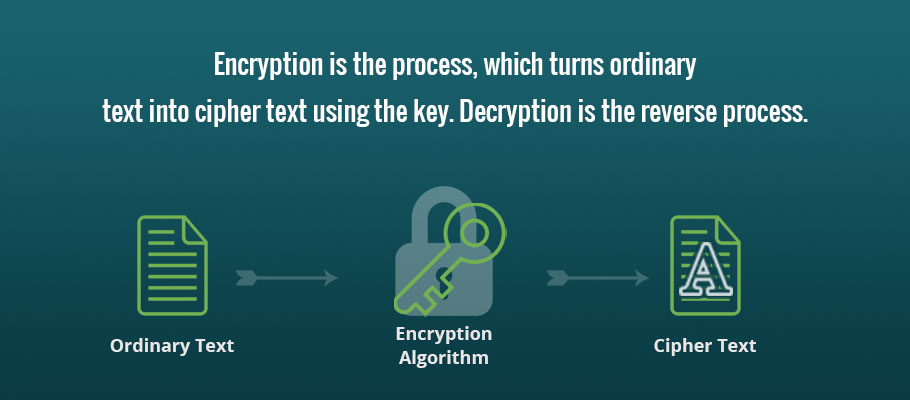 Encryption is the process, which turns ordinary
text into cipher text using the key. Decryption is the reverse process.
Ordinary Text
Encryption
Algorithm
A
Cipher Text